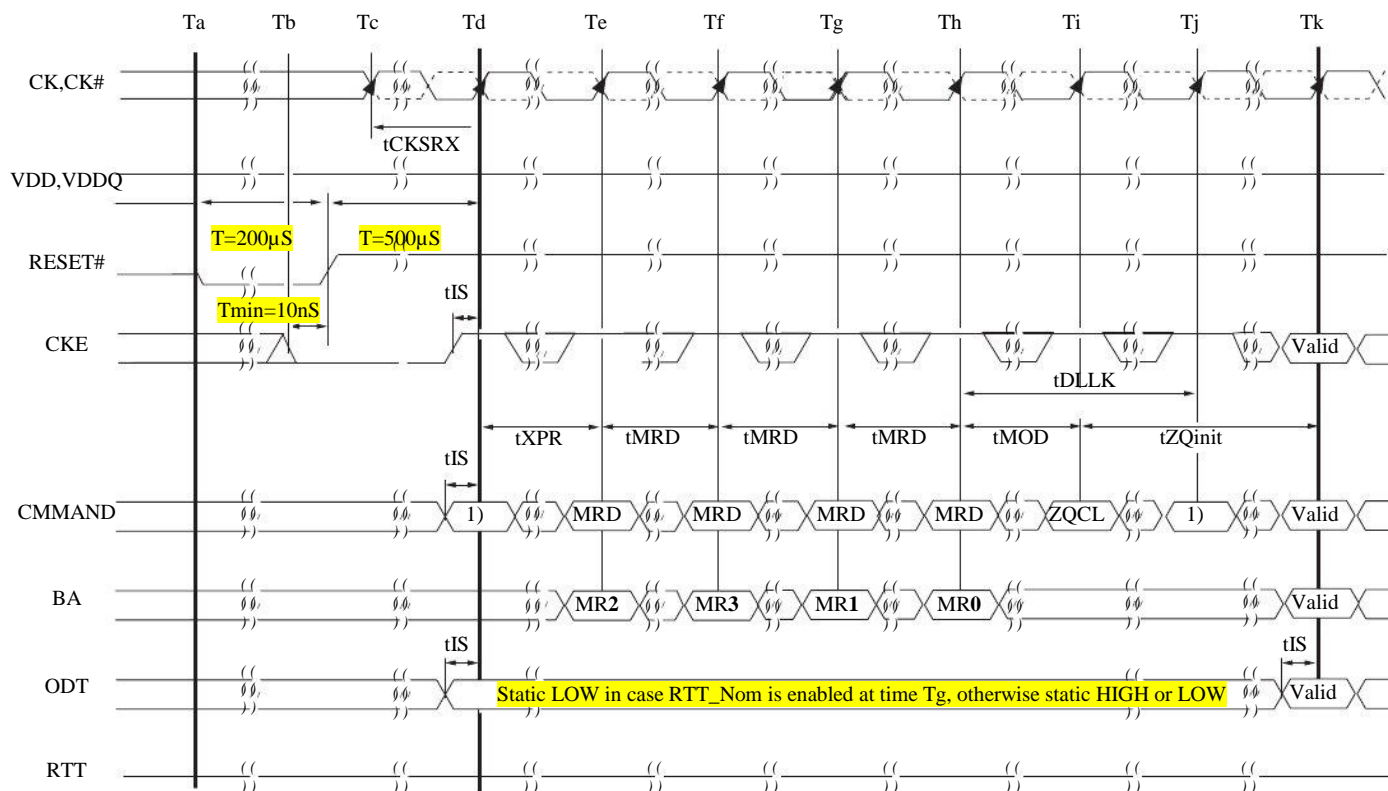 Ta Tb Tc Td Te Tf Tg Th Ti Tj Tk
CK,CK#
tCKSRX
VDD,VDDQ
T=200µS T=500µS
RESET#
Tmin=10nS tIS
CKE Valid
tDLLK
tXPR tMRD tMRD tMRD tMOD tZQinit
tIS
CMMAND 1) MRD MRD MRD MRD ZQCL 1) Valid
BA MR2 MR3 MR1 MR0 Valid
tIS tIS
ODT Static LOW in case RTT_Nom is enabled at time Tg, otherwise static HIGH or LOW Valid
RTT